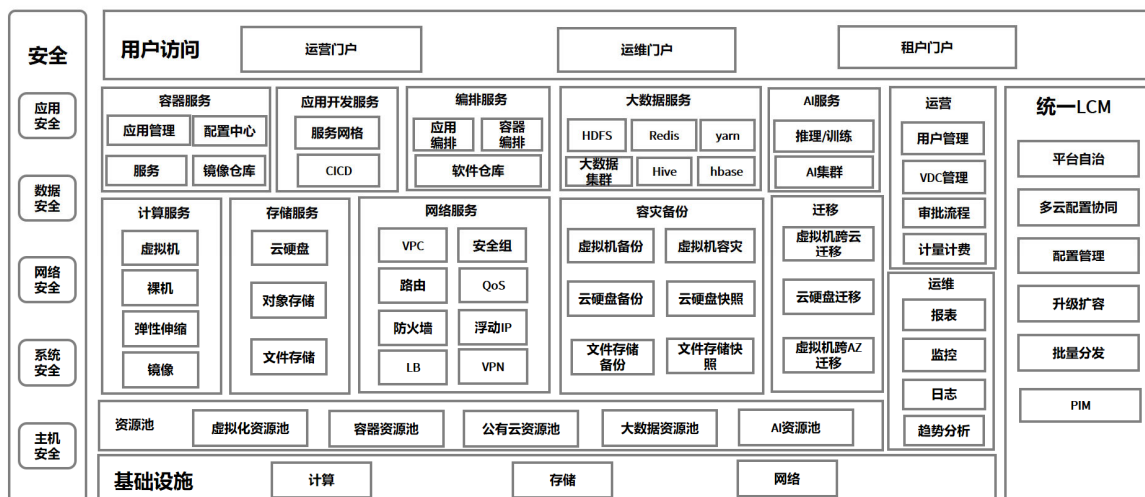 安全
应用
安全
数据
安全
网络
安全
系统
安全
主机
安全
用户访问
运营门户
运维门户
租户门户
容器服务
应用管理
配置中心
服务
镜像仓库
应用开发服务
服务网格
CICD
编排服务
应用
编排
容器
编排
软件仓库
大数据服务
HDFS
Redis
yarn
大数据
集群
Hive
hbase
AI服务
推理/训练
AI集群
计算服务
虚拟机
裸机
弹性伸缩
镜像
存储服务
云硬盘
对象存储
文件存储
网络服务
VPC
安全组
路由
QoS
防火墙
浮动IP
LB
VPN
容灾备份
虚拟机备份
虚拟机容灾
云硬盘备份
云硬盘快照
文件存储
备份
文件存储快
照
迁移
虚拟机跨云
迁移
云硬盘迁移
虚拟机跨AZ
迁移
运营
用户管理
VDC管理
审批流程
计量计费
运维
报表
监控
日志
趋势分析
统一LCM
平台自治
多云配置协同
配置管理
升级扩容
批量分发
PIM
资源池
虚拟化资源池
容器资源池
公有云资源池
大数据资源池
AI资源池
基础设施
计算
存储
网络